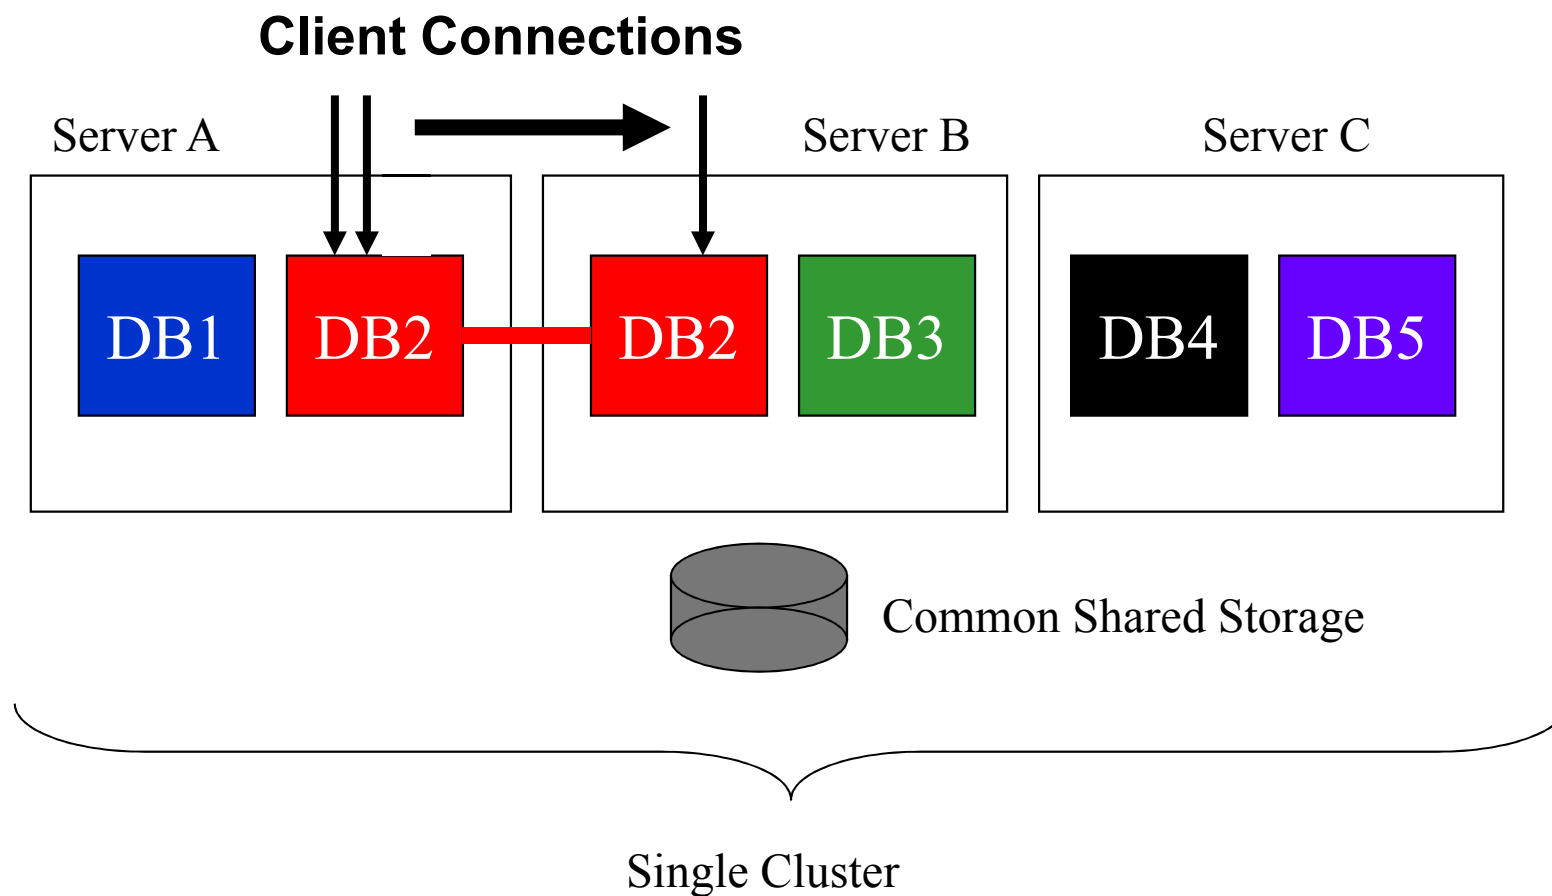 Client Connections
Server A
Server B
Server C
DB1
DB2
DB2
DB3
DB4
DB5
Common Shared Storage
Single Cluster